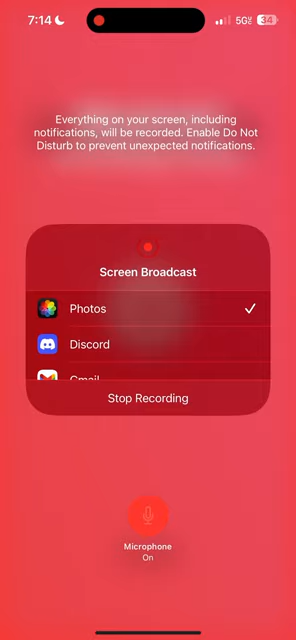 7:14
5G
34
Everything on your screen, including
notifications, will be recorded. Enable Do Not
Disturb to prevent unexpected notifications.
Screen Broadcast
Photos
Discord
Gmail
Stop Recording
Microphone
On